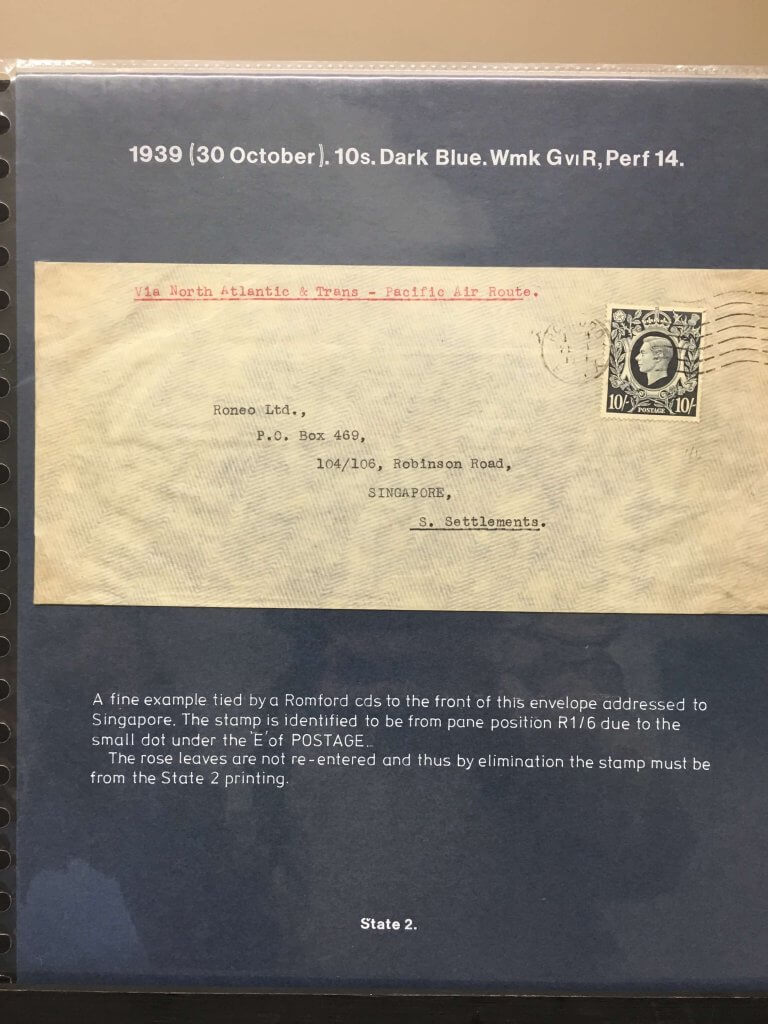 1939 (30 October). 10s. Dark Blue. Wmk GviR, Perf 14.
Via North Atlantic & Trans - Pacific Air Route.
10/- POSTAGE 10/-
Roneo Ltd.,
P.O. Box 469,
104/106, Robinson Road,
SINGAPORE,
S. Settlements.
A fine example tied by a Romford cds to the front of this envelope addressed to
Singapore. The stamp is identified to be from pane position R1/6 due to the
small dot under the 'E' of POSTAGE.
The rose leaves are not re-entered and thus by elimination the stamp must be
from the State 2 printing.
State 2.